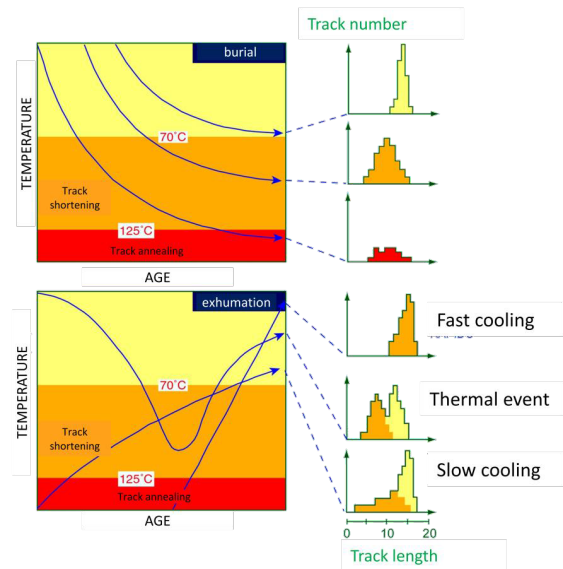 Track number
burial
TEMPERATURE
70˚C
Track
shortening
125˚C
Track annealing
AGE
exhumation
Fast cooling
TEMPERATURE
70˚C
Thermal event
Track
shortening
Slow cooling
125˚C
Track annealing
AGE
0 10 20
Track length